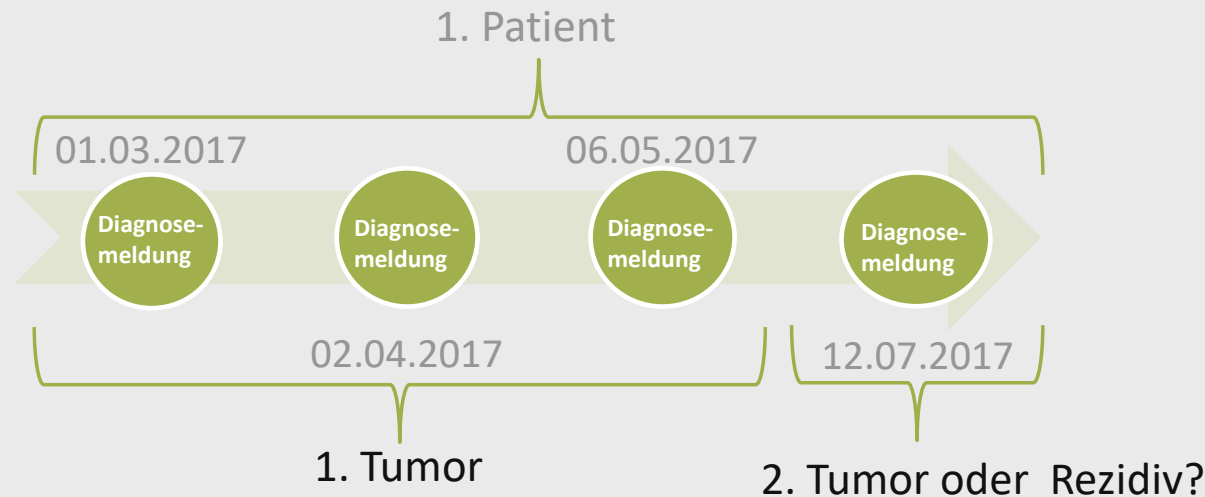 1. Patient
01.03.2017
06.05.2017
Diagnose-
meldung
Diagnose-
meldung
Diagnose-
meldung
Diagnose-
meldung
02.04.2017
12.07.2017
1. Tumor
2. Tumor oder Rezidiv?